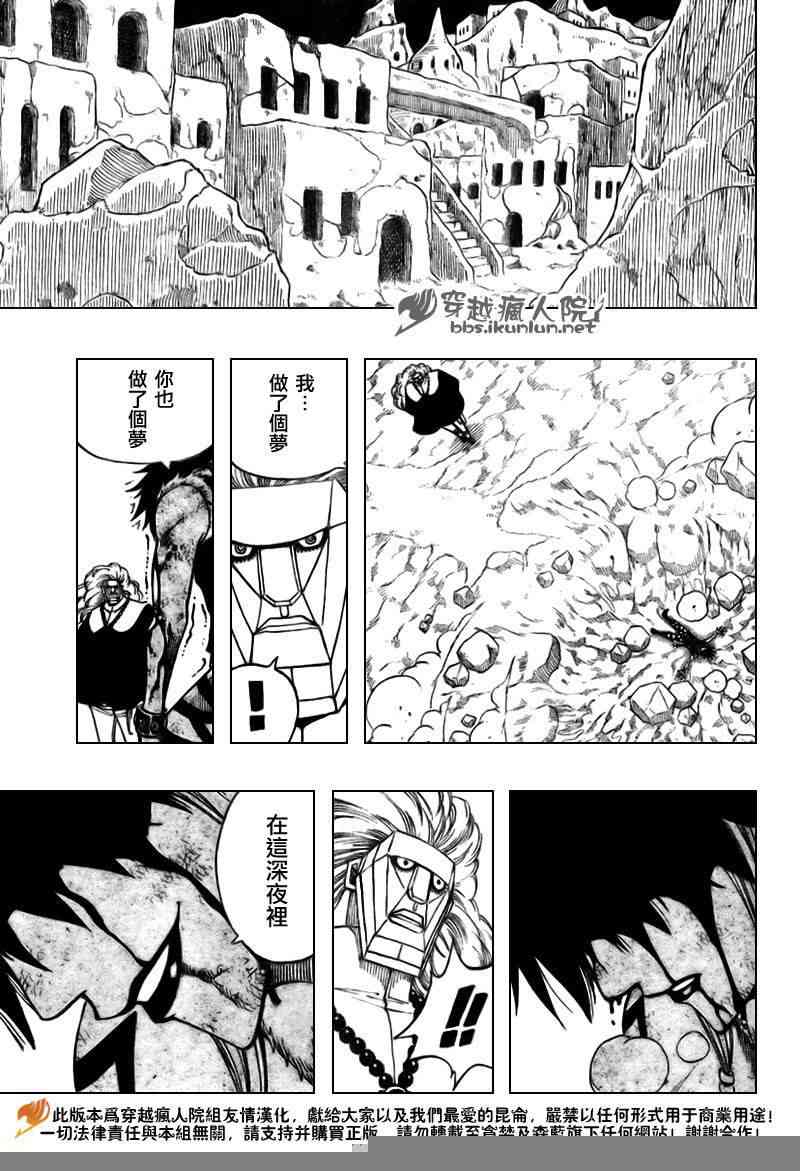 穿越瘋人院
bbs.ikunlun.net
我…
做了個夢
!!
你也
做了個夢
!!
在這深夜裡
此版本爲穿越瘋人院組友情漢化，獻給大家以及我們最愛的昆侖，嚴禁以任何形式用于商業用途！
一切法律責任與本組無關，請支持并購買正版，請勿轉載至貪婪及森藍旗下任何網站！謝謝合作！